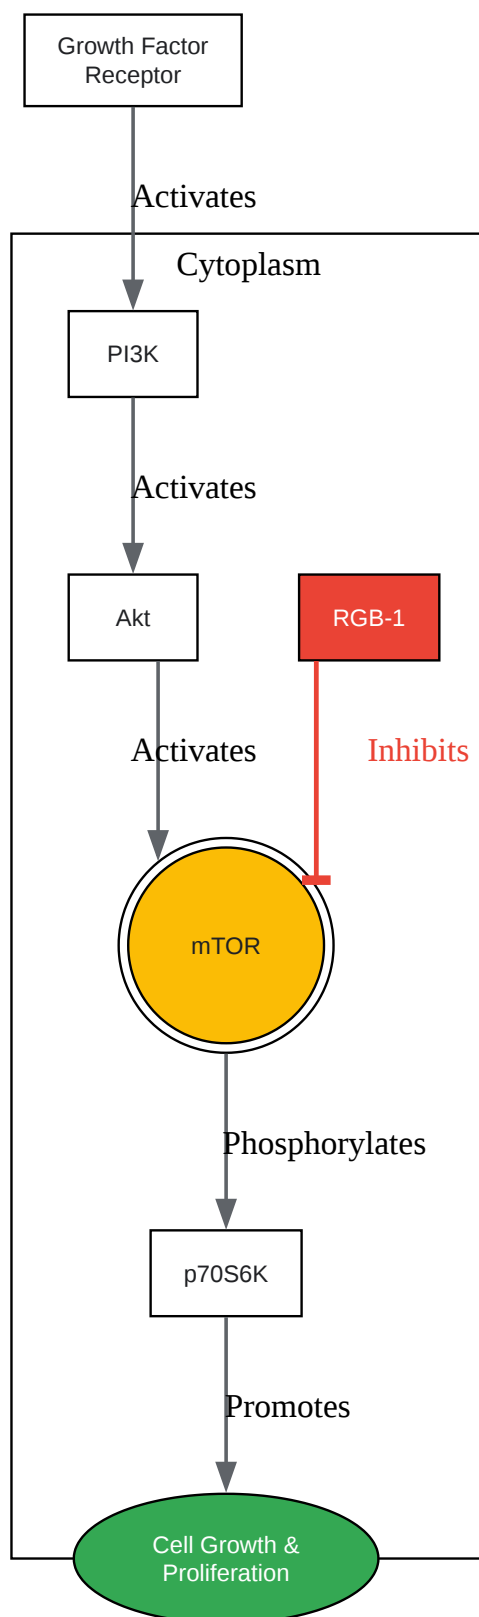 Growth Factor
Receptor
Activates
Cytoplasm
PI3K
Activates
Akt
RGB-1
Activates
Inhibits
mTOR
Phosphorylates
p70S6K
Promotes
Cell Growth &
Proliferation